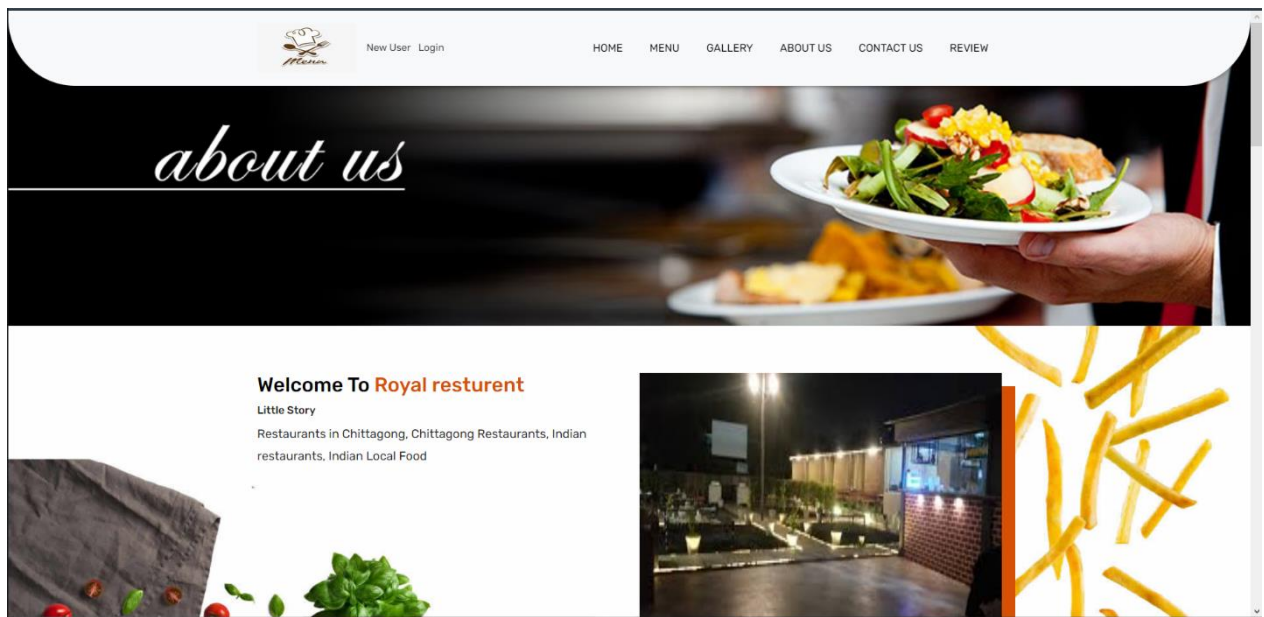 Menu
New User Login
HOME MENU GALLERY ABOUT US CONTACT US REVIEW
about us
Welcome To Royal resturent
Little Story
Restaurants in Chittagong, Chittagong Restaurants, Indian
restaurants, Indian Local Food